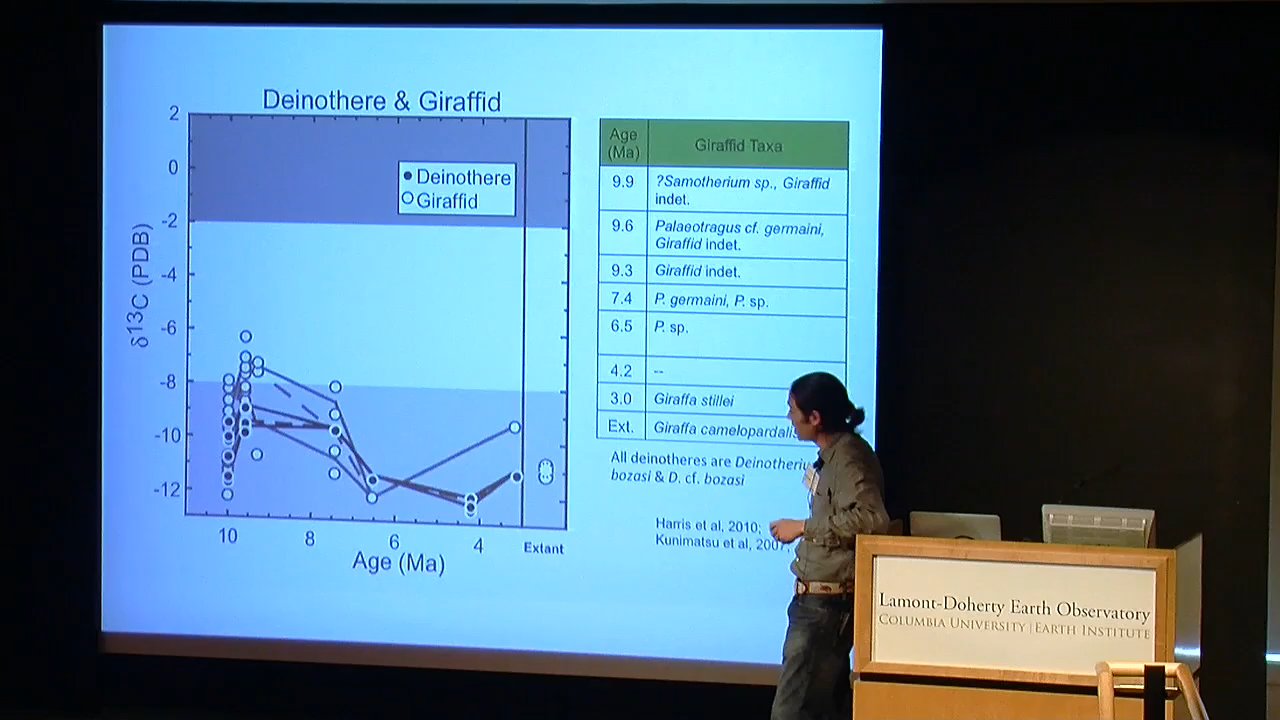 Deinothere & Giraffid
2
0
-2
-4
-6
-8
-10
-12
δ13C (PDB)
Deinothere
Giraffid
10
8
6
4
Extant
Age (Ma)
Age (Ma)
Giraffid Taxa
9.9
?Samotherium sp., Giraffid
indet.
9.6
Palaeotragus cf. germaini,
Giraffid indet.
9.3
Giraffid indet.
7.4
P. germaini, P. sp.
6.5
P. sp.
4.2
--
3.0
Giraffa stillei
Ext.
Giraffa camelopardalis
All deinotheres are Deinotheriu
bozasi & D. cf. bozasi
Harris et al, 2010;
Kunimatsu et al, 2007,
Lamont-Doherty Earth Observatory
COLUMBIA UNIVERSITY | EARTH INSTITUTE